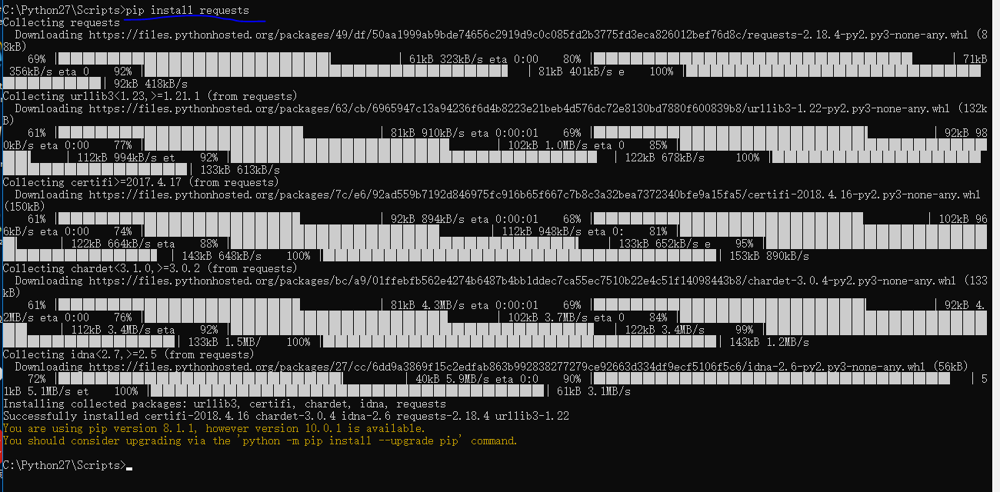 C:\Python27\Scripts>pip install requests
Collecting requests
  Downloading https://files.pythonhosted.org/packages/49/df/50aa1999ab9bde74656c2919d9c0c085fd2b3775fd3eca826012bef76d8c/requests-2.18.4-py2.py3-none-any.whl (8
8kB)
    69% | | 61kB 323kB/s eta 0:00    80% | | 71kB
 356kB/s eta 0    92% | | 81kB 401kB/s e    100% |
| 92kB 418kB/s
Collecting urllib3<1.23,>=1.21.1 (from requests)
  Downloading https://files.pythonhosted.org/packages/63/cb/6965947c13a94236f6d4b8223e21beb4d576dc72e8130bd7880f600839b8/urllib3-1.22-py2.py3-none-any.whl (132k
B)
    61% | | 81kB 910kB/s eta 0:00:01    69% | | 92kB 98
0kB/s eta 0:00    77% | | 102kB 1.0MB/s eta 0    85% |
| 112kB 994kB/s et    92% | | 122kB 678kB/s    100% |
| 133kB 613kB/s
Collecting certifi>=2017.4.17 (from requests)
  Downloading https://files.pythonhosted.org/packages/7c/e6/92ad559b7192d846975fc916b65f667c7b8c3a32bea7372340bfe9a15fa5/certifi-2018.4.16-py2.py3-none-any.whl
(150kB)
    61% | | 92kB 894kB/s eta 0:00:01    68% | | 102kB 96
6kB/s eta 0:00    74% | | 112kB 948kB/s eta 0:    81% |
| 122kB 664kB/s eta    88% | | 133kB 652kB/s e    95% |
| 143kB 648kB/s    100% | | 153kB 890kB/s
Collecting chardet<3.1.0,>=3.0.2 (from requests)
  Downloading https://files.pythonhosted.org/packages/bc/a9/01ffebfb562e4274b6487b4bb1ddec7ca55ec7510b22e4c51f14098443b8/chardet-3.0.4-py2.py3-none-any.whl (133
kB)
    61% | | 81kB 4.3MB/s eta 0:00:01    69% | | 92kB 4.
2MB/s eta 0:00    76% | | 102kB 3.7MB/s eta 0    84% |
| 112kB 3.4MB/s eta    92% | | 122kB 3.4MB/s    99% |
| 133kB 1.5MB/    100% | | 143kB 1.2MB/s
Collecting idna<2.7,>=2.5 (from requests)
  Downloading https://files.pythonhosted.org/packages/27/cc/6dd9a3869f15c2edfab863b992838277279ce92663d334df9ecf5106f5c6/idna-2.6-py2.py3-none-any.whl (56kB)
    72% | | 40kB 5.9MB/s eta 0:0    90% | | 5
1kB 5.1MB/s et    100% | | 61kB 3.1MB/s
Installing collected packages: urllib3, certifi, chardet, idna, requests
Successfully installed certifi-2018.4.16 chardet-3.0.4 idna-2.6 requests-2.18.4 urllib3-1.22
You are using pip version 8.1.1, however version 10.0.1 is available.
You should consider upgrading via the 'python -m pip install --upgrade pip' command.
C:\Python27\Scripts>